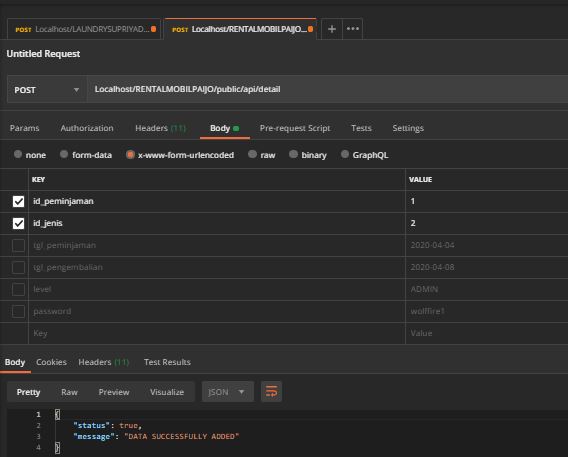 POST Localhost/LAUNDRYSUPRIYAD... POST Localhost/RENTALMOBILPAIJO... + •••
Untitled Request
POST Localhost/RENTALMOBILPAIJO/public/api/detail
Params Authorization Headers (11) Body Pre-request Script Tests Settings
none form-data x-www-form-urlencoded raw binary GraphQL
KEY VALUE
id_peminjaman 1
id_jenis 2
tgl_peminjaman 2020-04-04
tgl_pengembalian 2020-04-08
level ADMIN
password wolffire1
Key Value
Body Cookies Headers (11) Test Results
Pretty Raw Preview Visualize JSON
1 {
2 "status": true,
3 "message": "DATA SUCCESSFULLY ADDED"
4 }